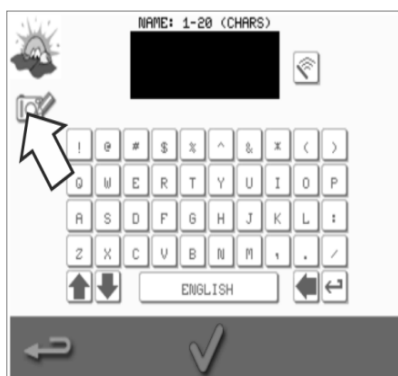 NAME: 1-20 (CHARS)
! @ # $ % ^ & * ( )
Q W E R T Y U I O P
A S D F G H J K L :
Z X C V B N M , . /
ENGLISH